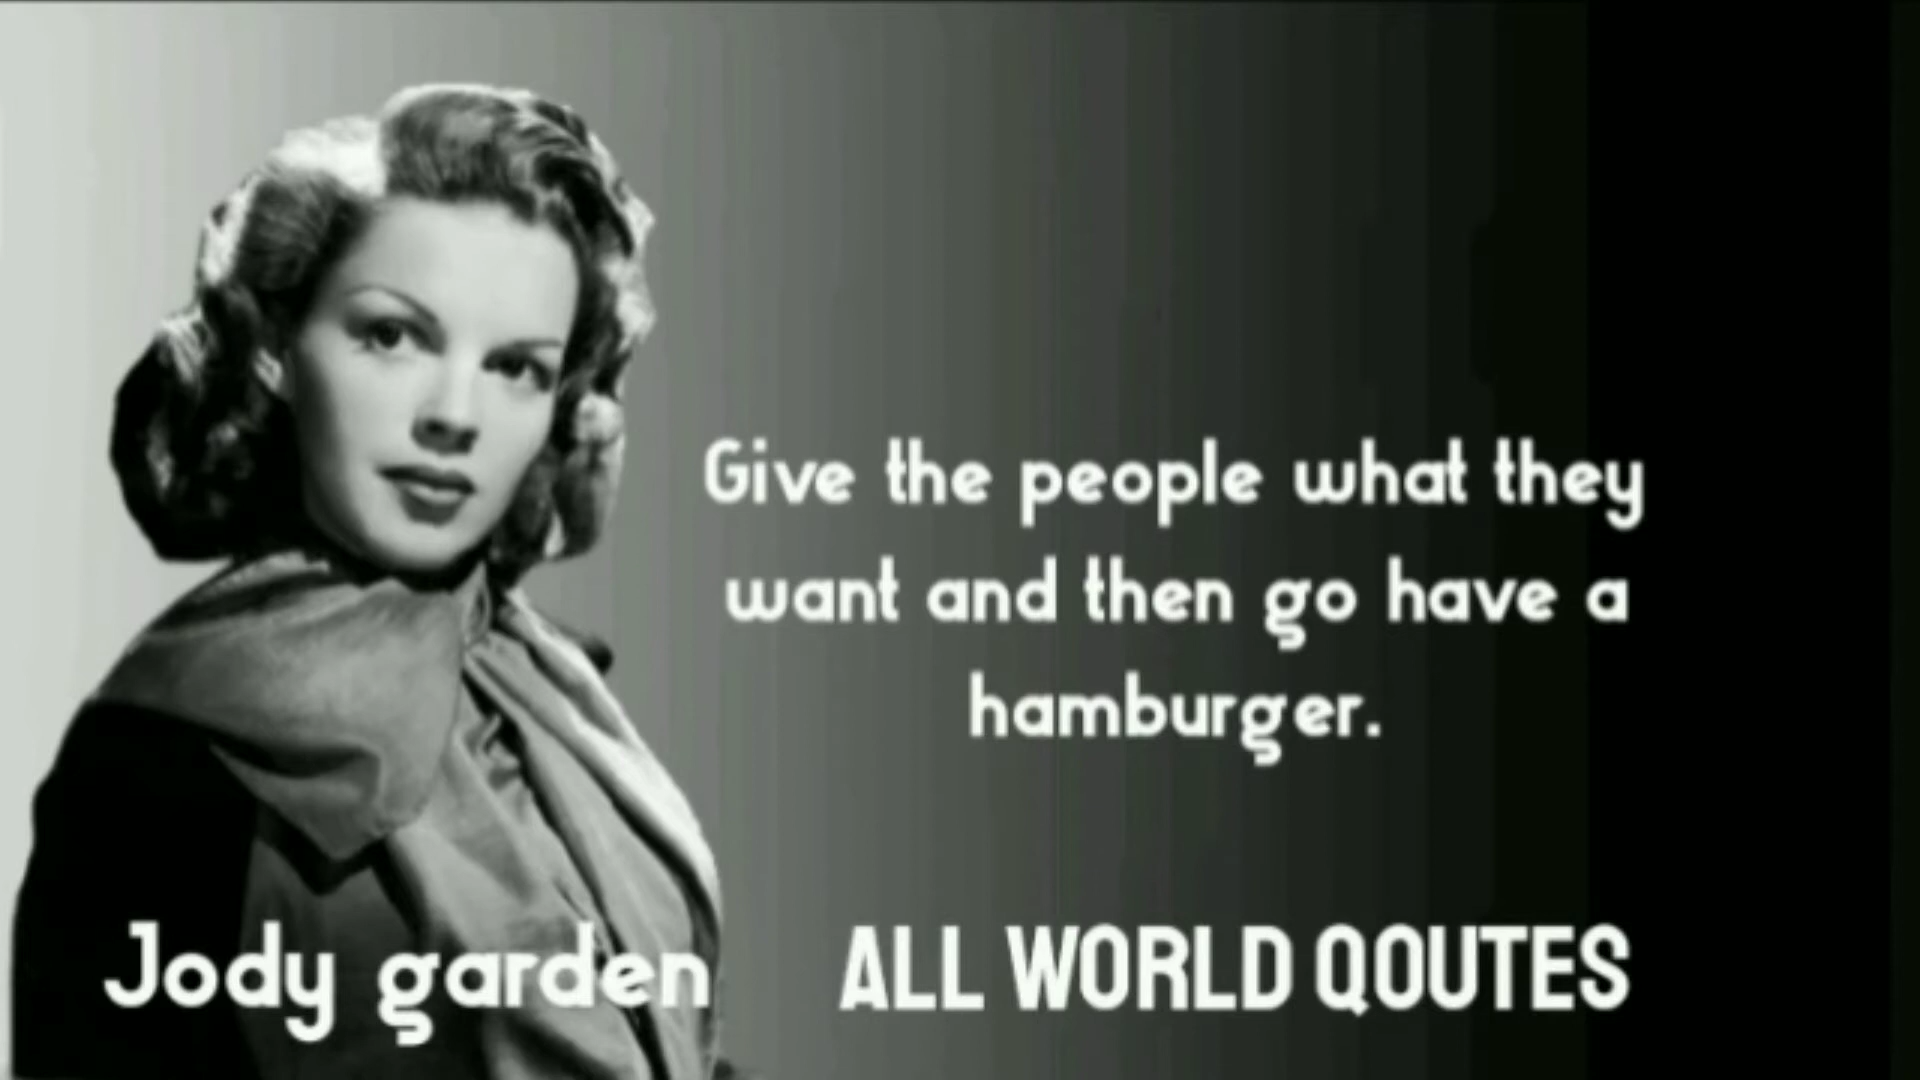 Give the people what they
want and then go have a
hamburger.
Jody garden
ALL WORLD QOUTES